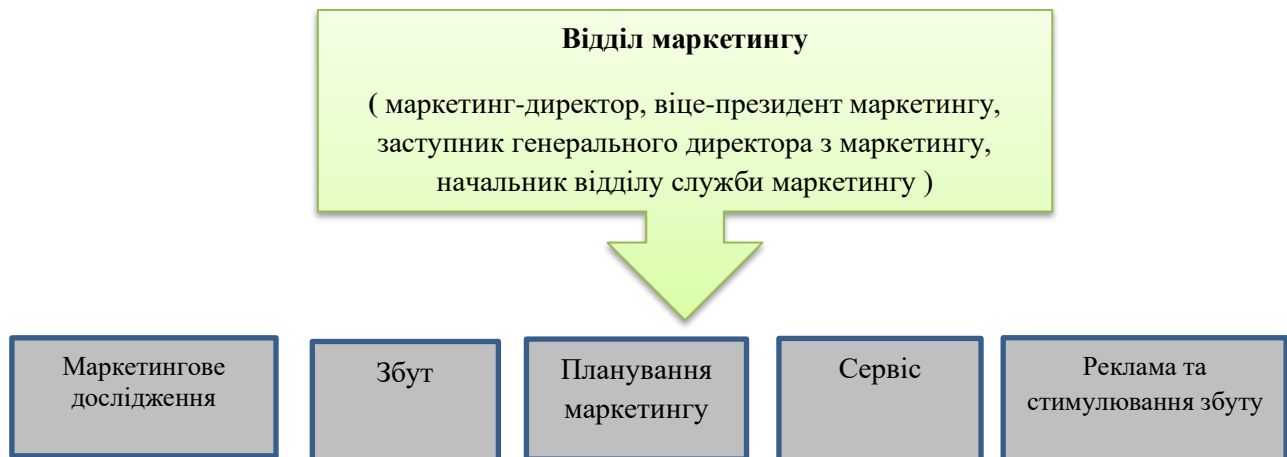 Відділ маркетингу
( маркетинг-директор, віце-президент маркетингу,
заступник генерального директора з маркетингу,
начальник відділу служби маркетингу )
Маркетингове
дослідження
Збут
Планування
маркетингу
Сервіс
Реклама та
стимулювання збуту